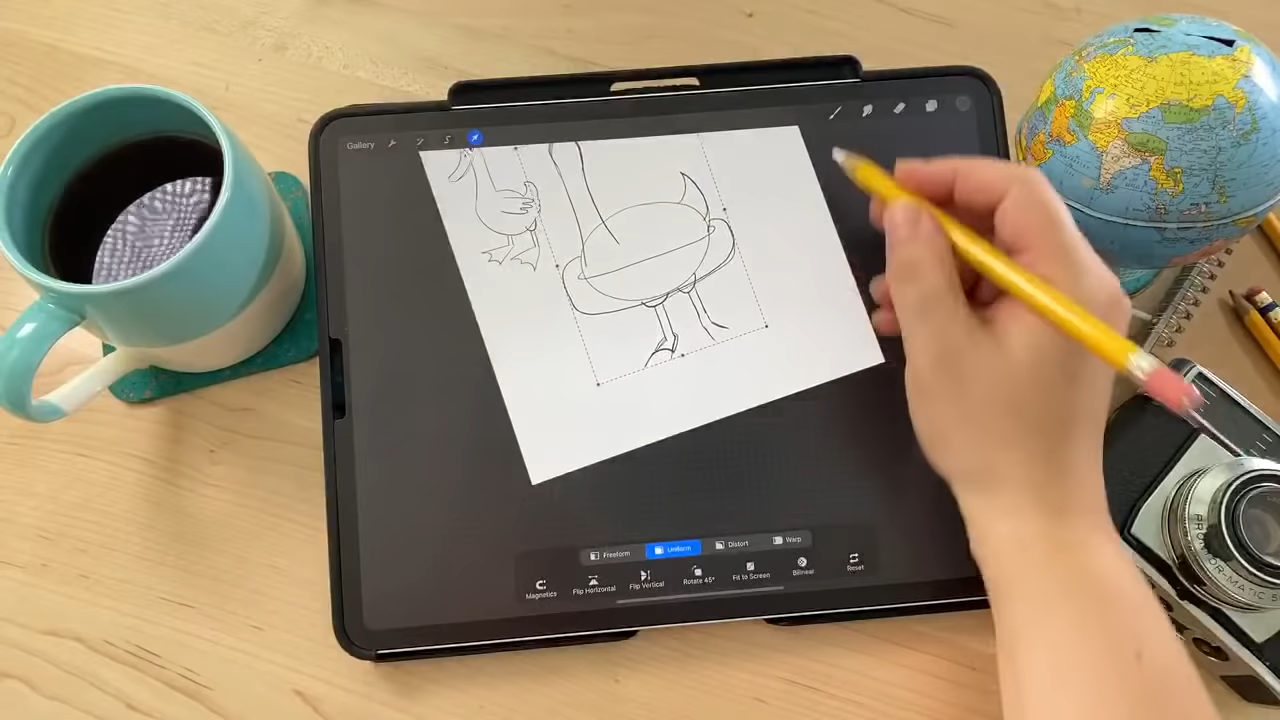 Gallery
Freeform Uniform Distort Warp
Magnetics Flip Horizontal Flip Vertical Rotate 45° Fit to Screen Bilinear Reset